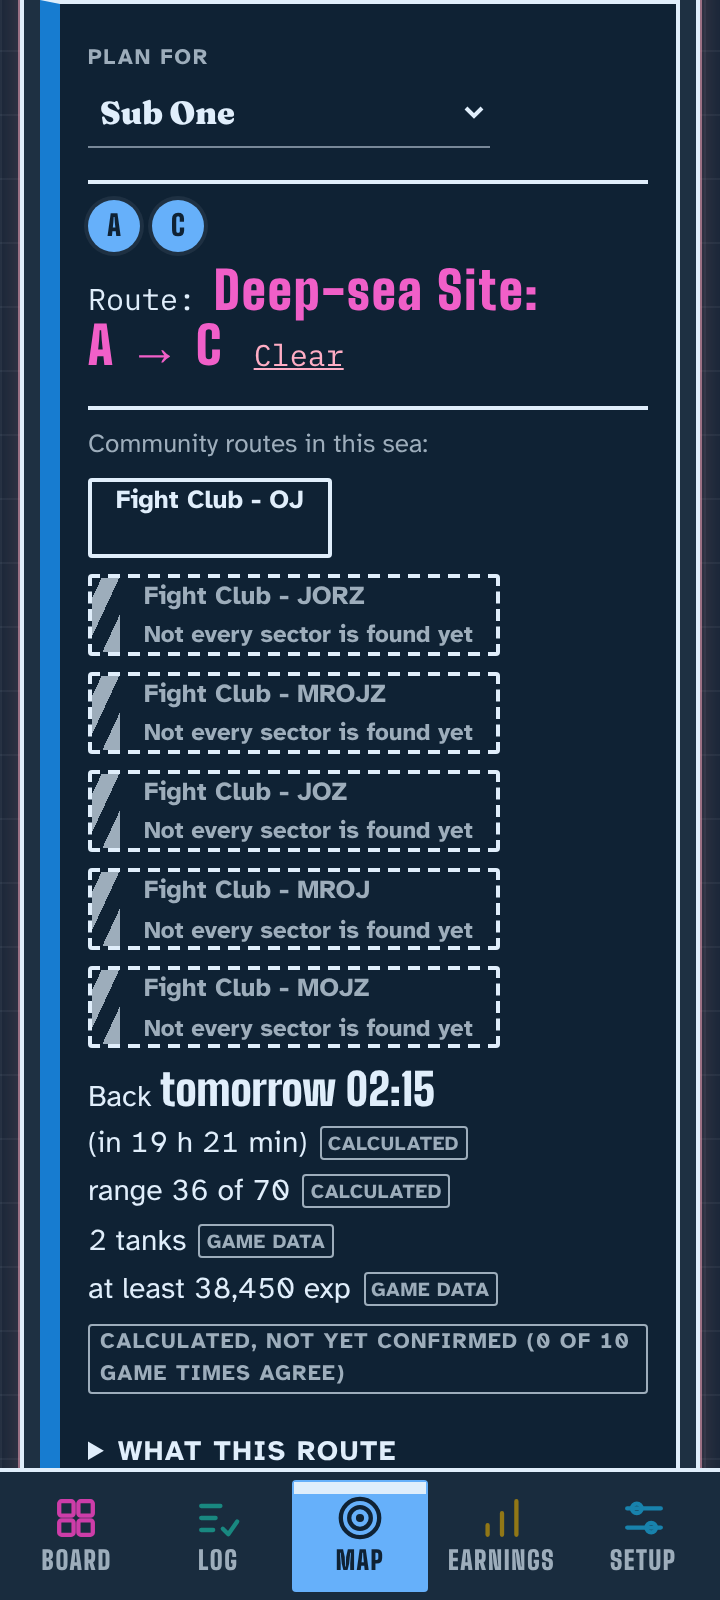 PLAN FOR
Sub One
A C
Route: Deep-sea Site:
A → C Clear
Community routes in this sea:
Fight Club - OJ
Fight Club - JORZ
Not every sector is found yet
Fight Club - MROJZ
Not every sector is found yet
Fight Club - JOZ
Not every sector is found yet
Fight Club - MROJ
Not every sector is found yet
Fight Club - MOJZ
Not every sector is found yet
Back tomorrow 02:15
(in 19 h 21 min) CALCULATED
range 36 of 70 CALCULATED
2 tanks GAME DATA
at least 38,450 exp GAME DATA
CALCULATED, NOT YET CONFIRMED (0 OF 10
GAME TIMES AGREE)
▶ WHAT THIS ROUTE
BOARD LOG MAP EARNINGS SETUP